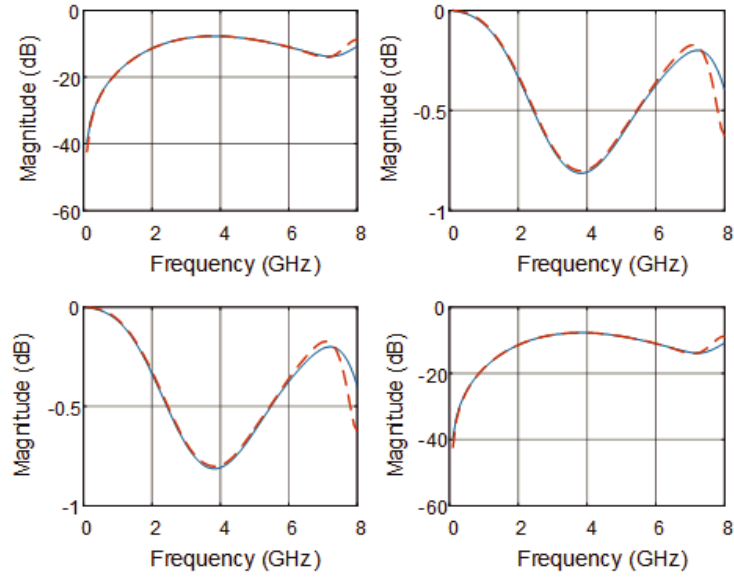 0
-20
-40
-60
Magnitude (dB)
0 2 4 6 8
Frequency (GHz)
0
-0.5
-1
Magnitude (dB)
0 2 4 6 8
Frequency (GHz)
0
-0.5
-1
Magnitude (dB)
0 2 4 6 8
Frequency (GHz)
0
-20
-40
-60
Magnitude (dB)
0 2 4 6 8
Frequency (GHz)